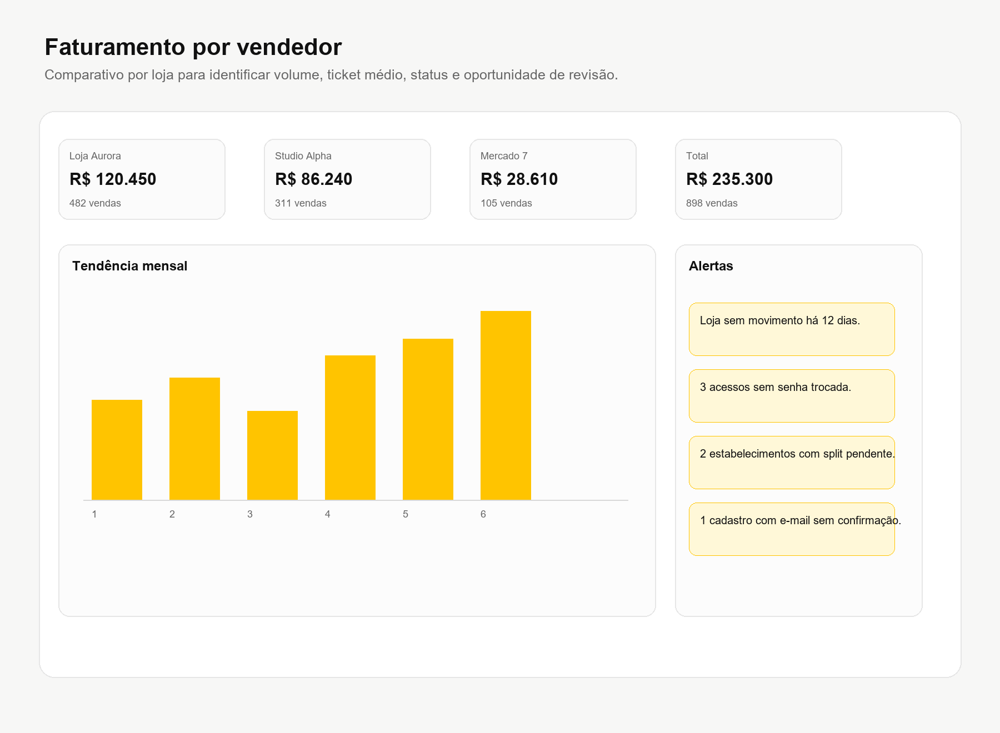 Faturamento por vendedor
Comparativo por loja para identificar volume, ticket médio, status e oportunidade de revisão.
Loja Aurora
R$ 120.450
482 vendas
Studio Alpha
R$ 86.240
311 vendas
Mercado 7
R$ 28.610
105 vendas
Total
R$ 235.300
898 vendas
Tendência mensal
1
2
3
4
5
6
Alertas
Loja sem movimento há 12 dias.
3 acessos sem senha trocada.
2 estabelecimentos com split pendente.
1 cadastro com e-mail sem confirmação.